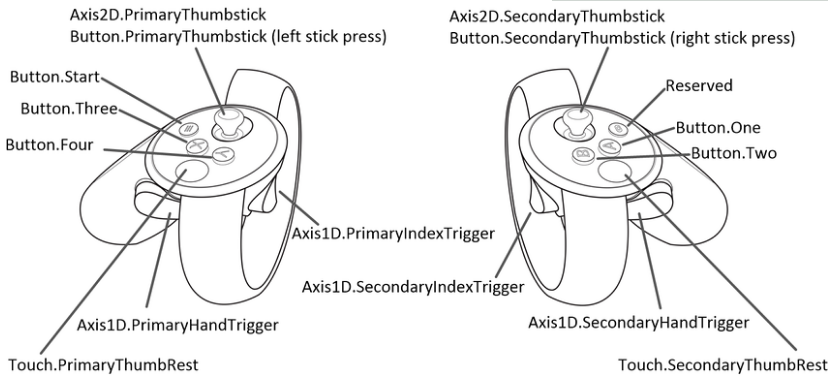 Axis2D.PrimaryThumbstick
Button.PrimaryThumbstick (left stick press)
Button.Start
Button.Three
Button.Four
X
Y
Axis1D.PrimaryIndexTrigger
Axis1D.PrimaryHandTrigger
Touch.PrimaryThumbRest
Axis2D.SecondaryThumbstick
Button.SecondaryThumbstick (right stick press)
Reserved
Button.One
Button.Two
A
B
Axis1D.SecondaryIndexTrigger
Axis1D.SecondaryHandTrigger
Touch.SecondaryThumbRest